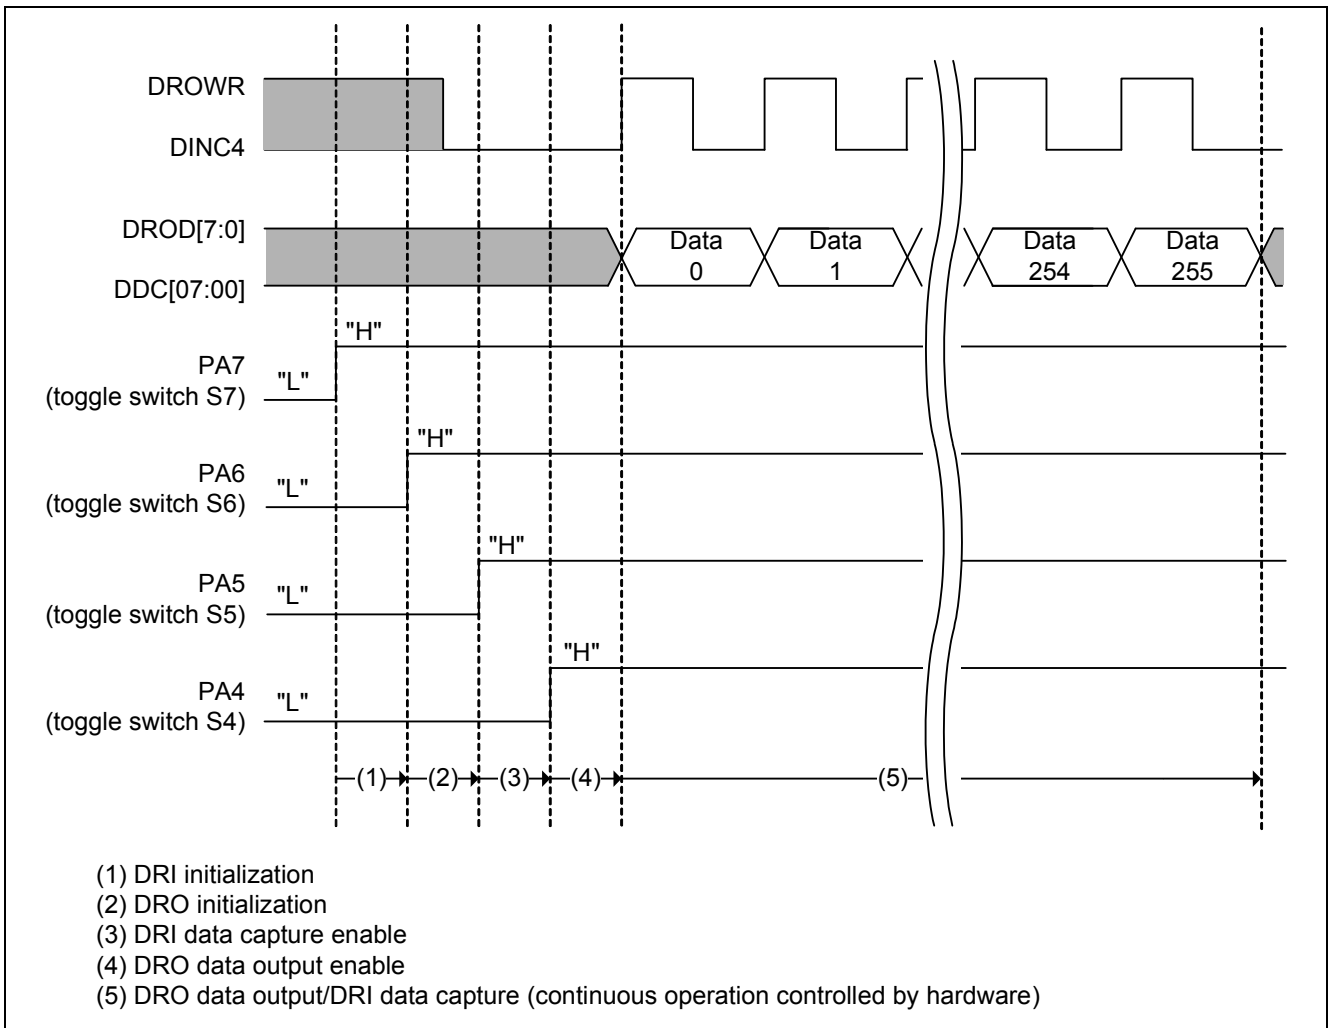 DROWR
DINC4
DROD[7:0]
DDC[07:00]
Data
0
Data
1
Data
254
Data
255
"H"
PA7
(toggle switch S7)
"L"
"H"
PA6
(toggle switch S6)
"L"
"H"
PA5
(toggle switch S5)
"L"
"H"
PA4
(toggle switch S4)
"L"
(1)
(2)
(3)
(4)
(5)
(1) DRI initialization
(2) DRO initialization
(3) DRI data capture enable
(4) DRO data output enable
(5) DRO data output/DRI data capture (continuous operation controlled by hardware)